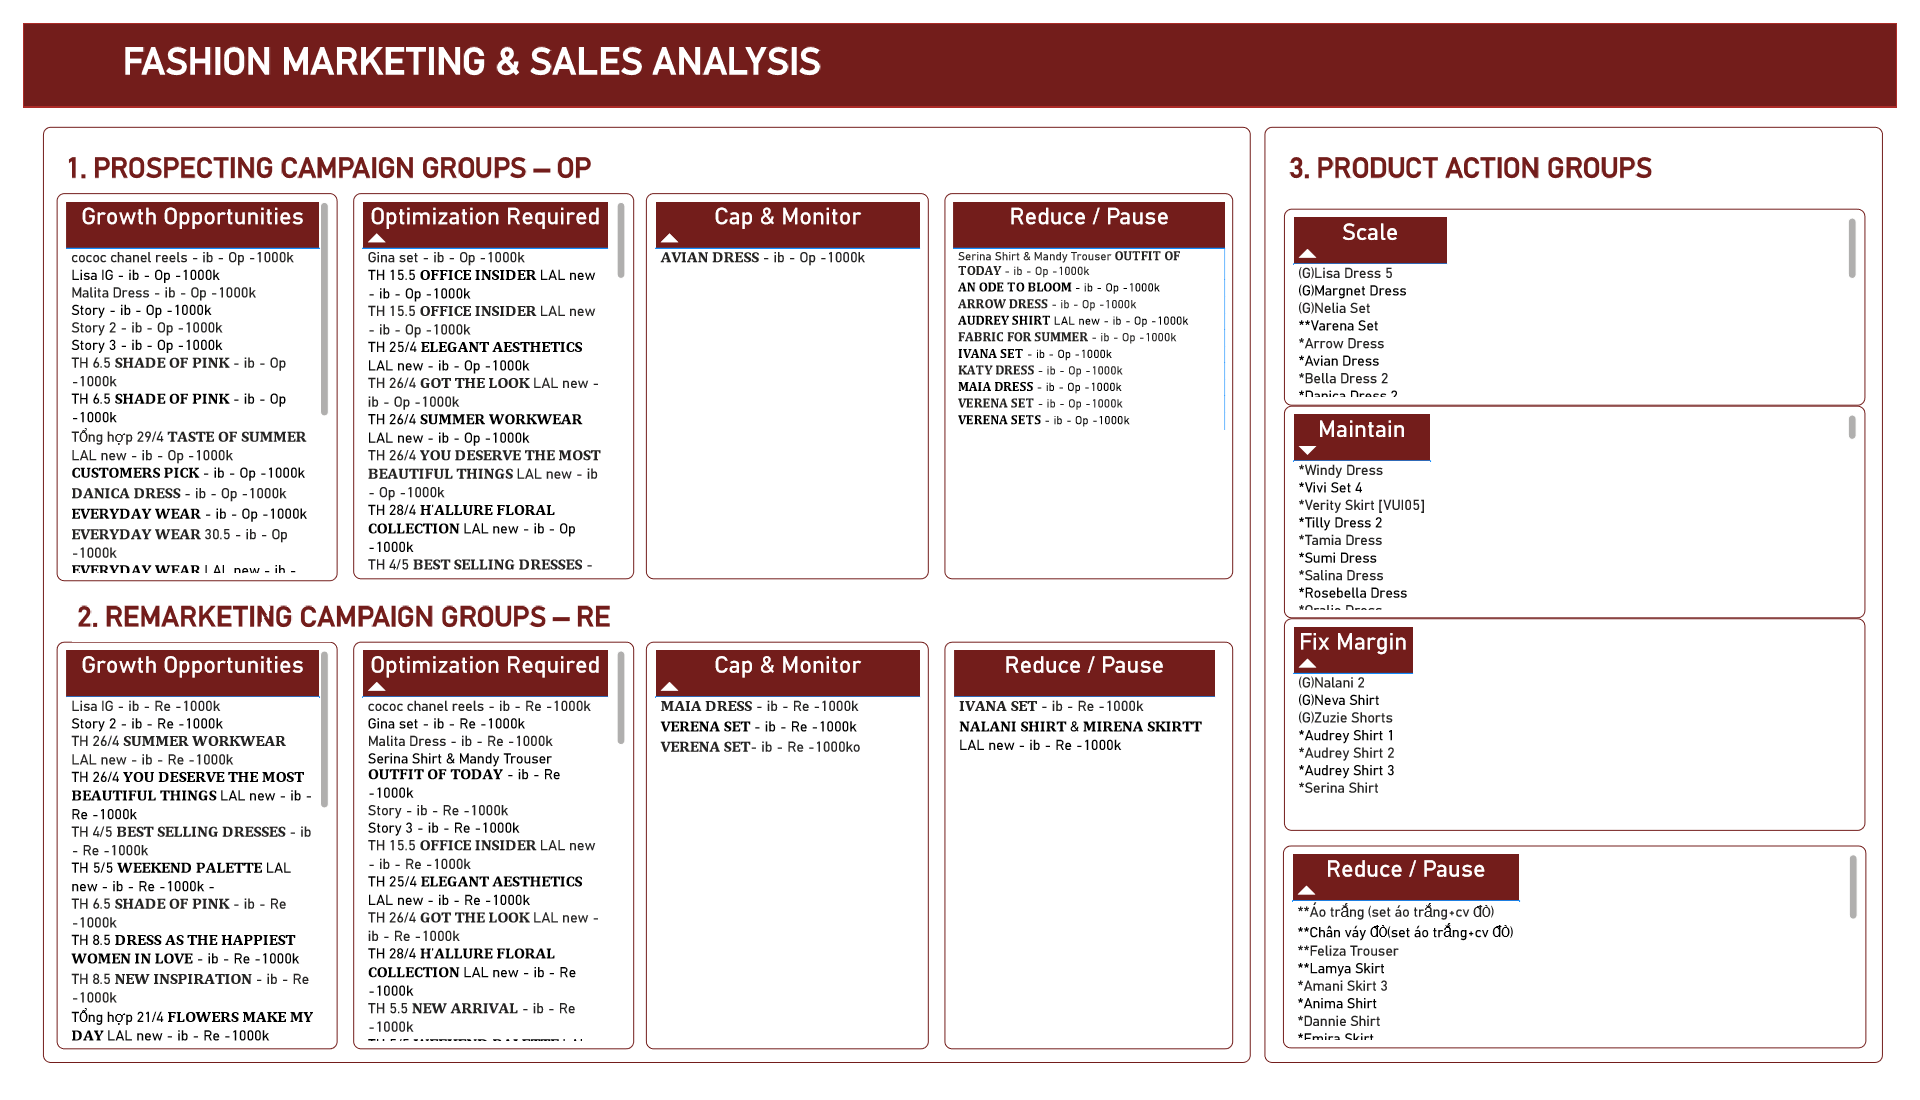 FASHION MARKETING & SALES ANALYSIS
1. PROSPECTING CAMPAIGN GROUPS – OP
Growth Opportunities
cococ chanel reels - ib - Op -1000k
Lisa IG - ib - Op -1000k
Malita Dress - ib - Op -1000k
Story - ib - Op -1000k
Story 2 - ib - Op -1000k
Story 3 - ib - Op -1000k
TH 6.5 SHADE OF PINK - ib - Op
-1000k
TH 6.5 SHADE OF PINK - ib - Op
-1000k
Tổng hợp 29/4 TASTE OF SUMMER
LAL new - ib - Op -1000k
CUSTOMERS PICK - ib - Op -1000k
DANICA DRESS - ib - Op -1000k
EVERYDAY WEAR - ib - Op -1000k
EVERYDAY WEAR 30.5 - ib - Op
-1000k
EVERYDAY WEAR LAL new - ib -
Optimization Required
Gina set - ib - Op -1000k
TH 15.5 OFFICE INSIDER LAL new
- ib - Op -1000k
TH 15.5 OFFICE INSIDER LAL new
- ib - Op -1000k
TH 25/4 ELEGANT AESTHETICS
LAL new - ib - Op -1000k
TH 26/4 GOT THE LOOK LAL new -
ib - Op -1000k
TH 26/4 SUMMER WORKWEAR
LAL new - ib - Op -1000k
TH 26/4 YOU DESERVE THE MOST
BEAUTIFUL THINGS LAL new - ib
- Op -1000k
TH 28/4 H'ALLURE FLORAL
COLLECTION LAL new - ib - Op
-1000k
TH 4/5 BEST SELLING DRESSES -
Cap & Monitor
AVIAN DRESS - ib - Op -1000k
Reduce / Pause
Serina Shirt & Mandy Trouser OUTFIT OF
TODAY - ib - Op -1000k
AN ODE TO BLOOM - ib - Op -1000k
ARROW DRESS - ib - Op -1000k
AUDREY SHIRT LAL new - ib - Op -1000k
FABRIC FOR SUMMER - ib - Op -1000k
IVANA SET - ib - Op -1000k
KATY DRESS - ib - Op -1000k
MAIA DRESS - ib - Op -1000k
VERENA SET - ib - Op -1000k
VERENA SETS - ib - Op -1000k
2. REMARKETING CAMPAIGN GROUPS – RE
Growth Opportunities
Lisa IG - ib - Re -1000k
Story 2 - ib - Re -1000k
TH 26/4 SUMMER WORKWEAR
LAL new - ib - Re -1000k
TH 26/4 YOU DESERVE THE MOST
BEAUTIFUL THINGS LAL new - ib -
Re -1000k
TH 4/5 BEST SELLING DRESSES - ib
- Re -1000k
TH 5/5 WEEKEND PALETTE LAL
new - ib - Re -1000k -
TH 6.5 SHADE OF PINK - ib - Re
-1000k
TH 8.5 DRESS AS THE HAPPIEST
WOMEN IN LOVE - ib - Re -1000k
TH 8.5 NEW INSPIRATION - ib - Re
-1000k
Tổng hợp 21/4 FLOWERS MAKE MY
DAY LAL new - ib - Re -1000k
Optimization Required
cococ chanel reels - ib - Re -1000k
Gina set - ib - Re -1000k
Malita Dress - ib - Re -1000k
Serina Shirt & Mandy Trouser
OUTFIT OF TODAY - ib - Re
-1000k
Story - ib - Re -1000k
Story 3 - ib - Re -1000k
TH 15.5 OFFICE INSIDER LAL new
- ib - Re -1000k
TH 25/4 ELEGANT AESTHETICS
LAL new - ib - Re -1000k
TH 26/4 GOT THE LOOK LAL new -
ib - Re -1000k
TH 28/4 H'ALLURE FLORAL
COLLECTION LAL new - ib - Re
-1000k
TH 5.5 NEW ARRIVAL - ib - Re
-1000k
Cap & Monitor
MAIA DRESS - ib - Re -1000k
VERENA SET - ib - Re -1000k
VERENA SET- ib - Re -1000ko
Reduce / Pause
IVANA SET - ib - Re -1000k
NALANI SHIRT & MIRENA SKIRTT
LAL new - ib - Re -1000k
3. PRODUCT ACTION GROUPS
Scale
(G)Lisa Dress 5
(G)Margnet Dress
(G)Nelia Set
**Varena Set
*Arrow Dress
*Avian Dress
*Bella Dress 2
*Danica Dress 2
Maintain
*Windy Dress
*Vivi Set 4
*Verity Skirt [VUI05]
*Tilly Dress 2
*Tamia Dress
*Sumi Dress
*Salina Dress
*Rosebella Dress
Fix Margin
(G)Nalani 2
(G)Neva Shirt
(G)Zuzie Shorts
*Audrey Shirt 1
*Audrey Shirt 2
*Audrey Shirt 3
*Serina Shirt
Reduce / Pause
**Áo trắng (set áo trắng+cv ĐỎ)
**Chân váy ĐỎ(set áo trắng+cv ĐỎ)
**Feliza Trouser
**Lamya Skirt
*Amani Skirt 3
*Anima Shirt
*Dannie Shirt
*Emira Skirt